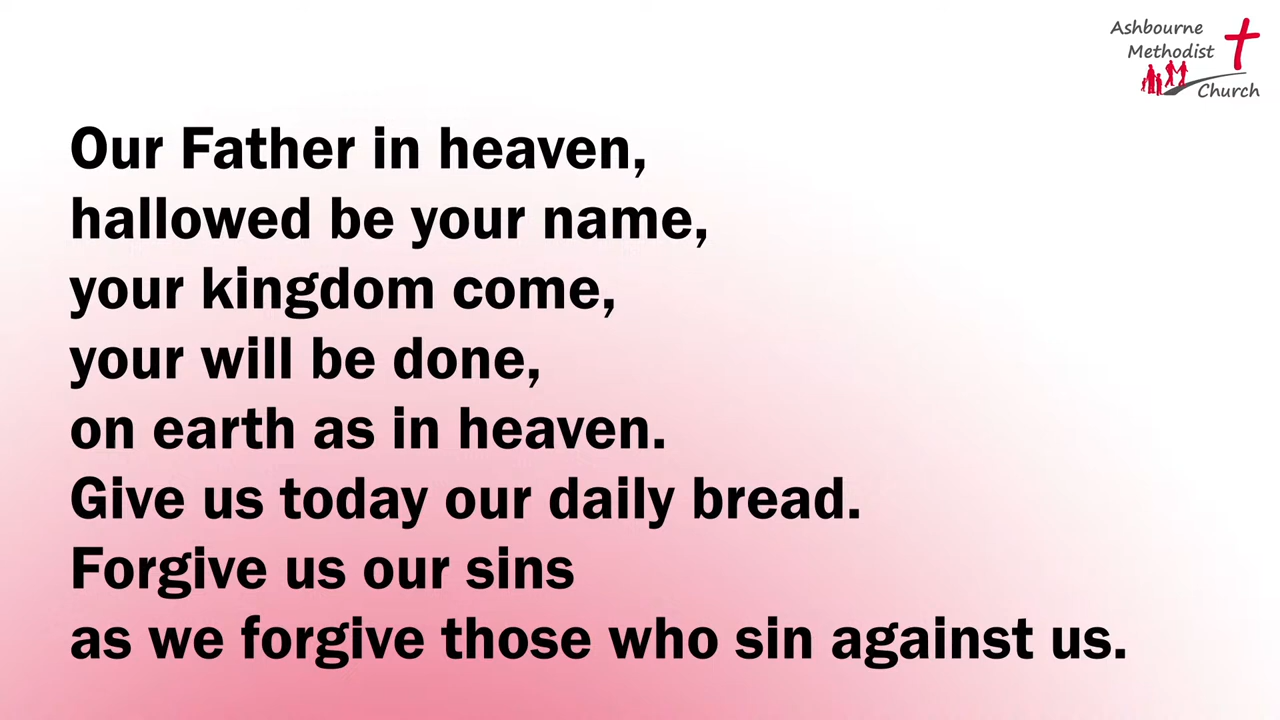 Ashbourne
Methodist
Church
Our Father in heaven,
hallowed be your name,
your kingdom come,
your will be done,
on earth as in heaven.
Give us today our daily bread.
Forgive us our sins
as we forgive those who sin against us.